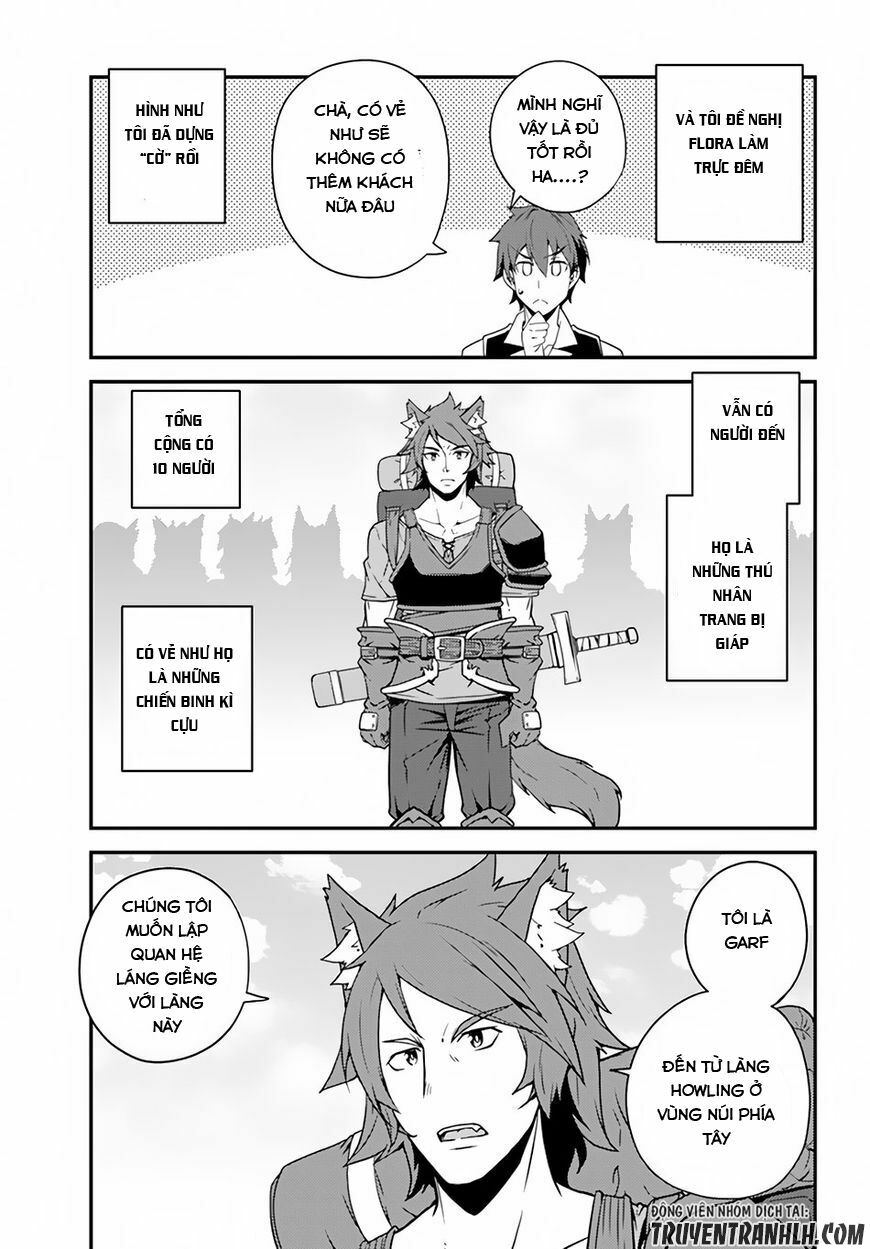 VÀ TÔI ĐỀ NGHỊ
FLORA LÀM
TRỰC ĐÊM
MÌNH NGHĨ
VẬY LÀ ĐỦ
TỐT RỒI
HA....?
CHÀ, CÓ VẺ
NHƯ SẼ
KHÔNG CÓ
THÊM KHÁCH
NỮA ĐÂU
HÌNH NHƯ
TÔI ĐÃ DỰNG
"CỜ" RỒI
VẪN CÓ
NGƯỜI ĐẾN
HỌ LÀ
NHỮNG THÚ
NHÂN
TRANG BỊ
GIÁP
TỔNG
CỘNG CÓ
10 NGƯỜI
CÓ VẺ NHƯ HỌ
LÀ NHỮNG
CHIẾN BINH KÌ
CỰU
TÔI LÀ
GARF
ĐẾN TỪ LÀNG
HOWLING Ở
VÙNG NÚI PHÍA
TÂY
CHÚNG TÔI
MUỐN LẬP
QUAN HỆ
LÁNG GIỀNG
VỚI LÀNG
NÀY
ĐỘNG VIÊN NHÓM DỊCH TẠI:
TRUYENTRANHLH.COM